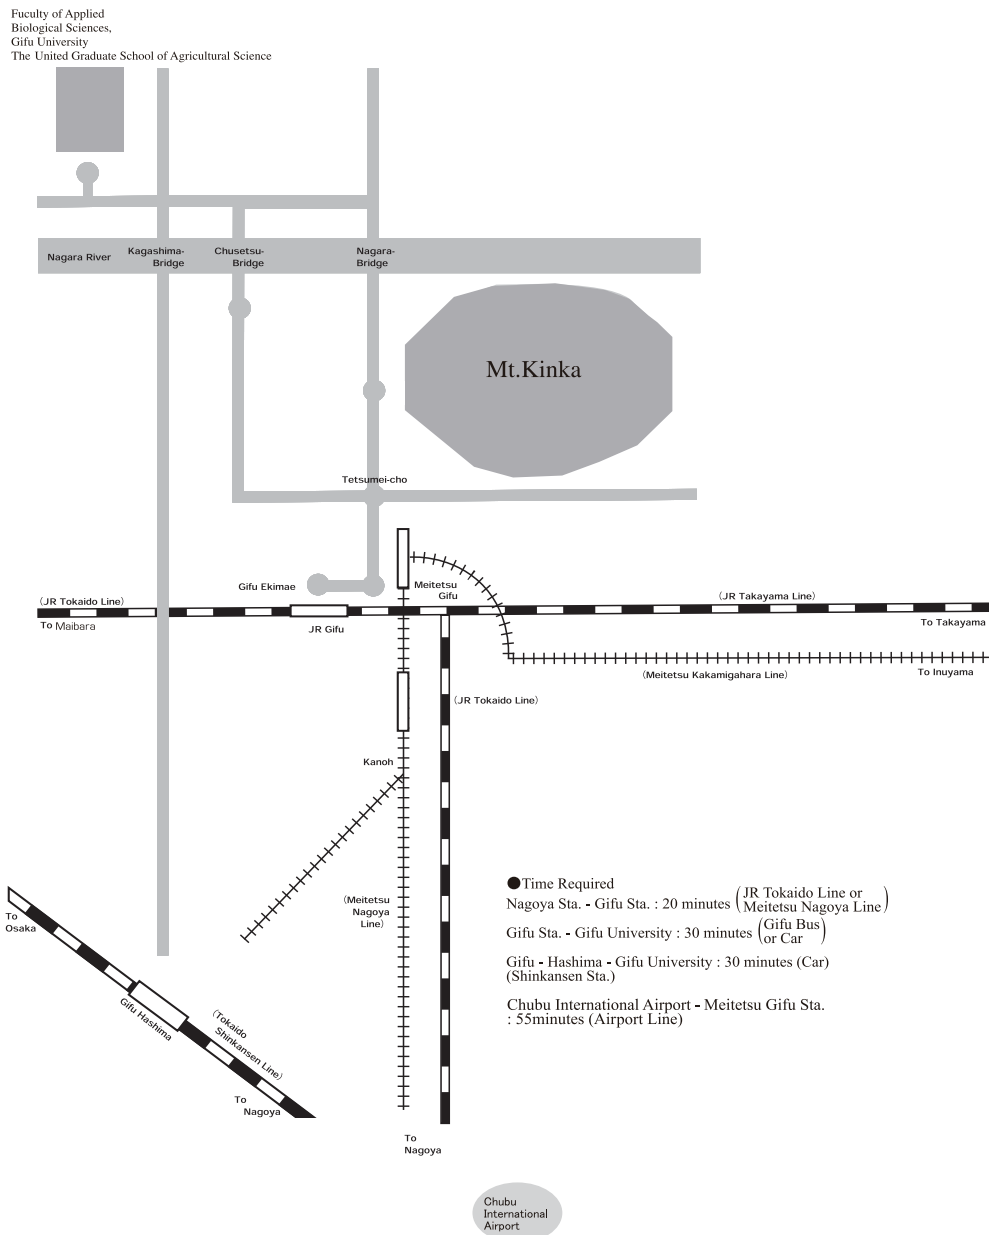 Fuculty of Applied
Biological Sciences,
Gifu University
The United Graduate School of Agricultural Science
Nagara River
Kagashima-
Bridge
Chusetsu-
Bridge
Nagara-
Bridge
Mt.Kinka
Tetsumei-cho
Gifu Ekimae
Meitetsu
Gifu
(JR Tokaido Line)
To Maibara
JR Gifu
(JR Takayama Line)
To Takayama
(Meitetsu Kakamigahara Line)
To Inuyama
(JR Tokaido Line)
Kanoh
(Meitetsu
Nagoya
Line)
To
Osaka
Gifu Hashima
(Tokaido
Shinkansen Line)
To
Nagoya
To
Nagoya
●Time Required
Nagoya Sta. - Gifu Sta. : 20 minutes (JR Tokaido Line or
Meitetsu Nagoya Line)
Gifu Sta. - Gifu University : 30 minutes (Gifu Bus
or Car)
Gifu - Hashima - Gifu University : 30 minutes (Car)
(Shinkansen Sta.)
Chubu International Airport - Meitetsu Gifu Sta.
: 55minutes (Airport Line)
Chubu
International
Airport